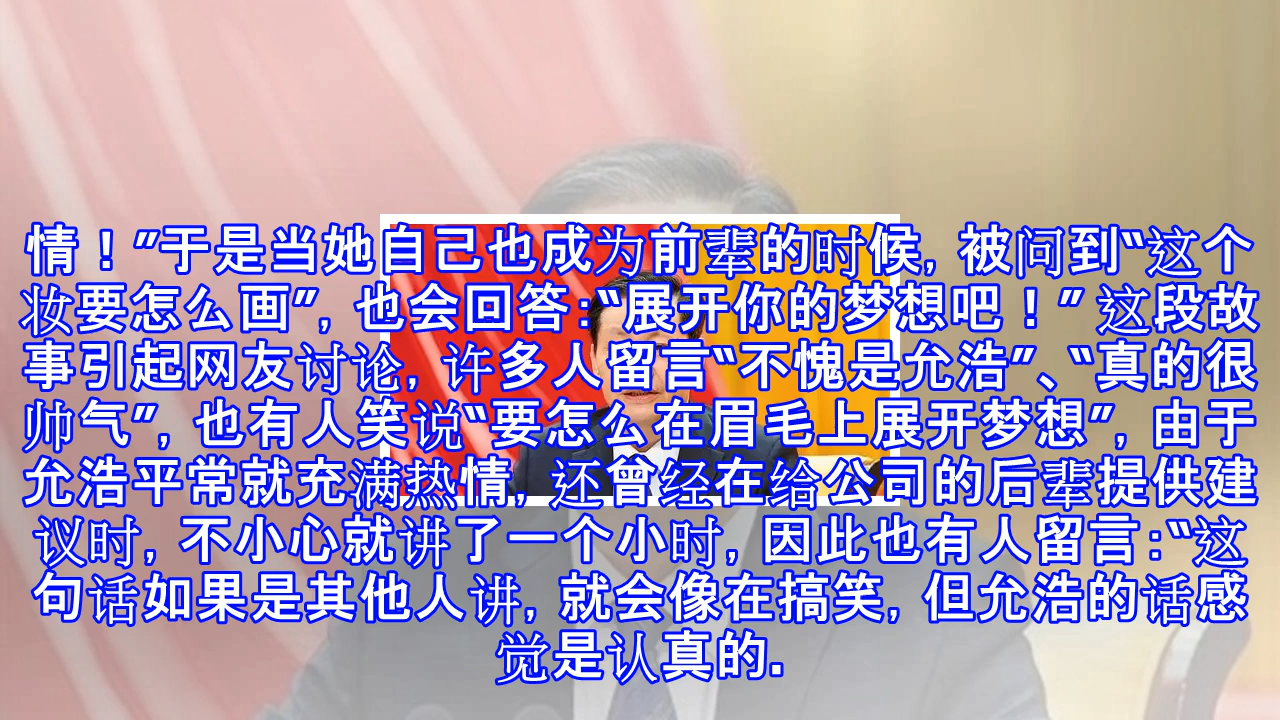 情！”于是当她自己也成为前辈的时候, 被问到“这个
妆要怎么画”, 也会回答:“展开你的梦想吧！” 这段故
事引起网友讨论, 许多人留言“不愧是允浩”、“真的很
帅气”, 也有人笑说“要怎么在眉毛上展开梦想”, 由于
允浩平常就充满热情, 还曾经在给公司的后辈提供建
议时, 不小心就讲了一个小时, 因此也有人留言:“这
句话如果是其他人讲, 就会像在搞笑, 但允浩的话感
觉是认真的.